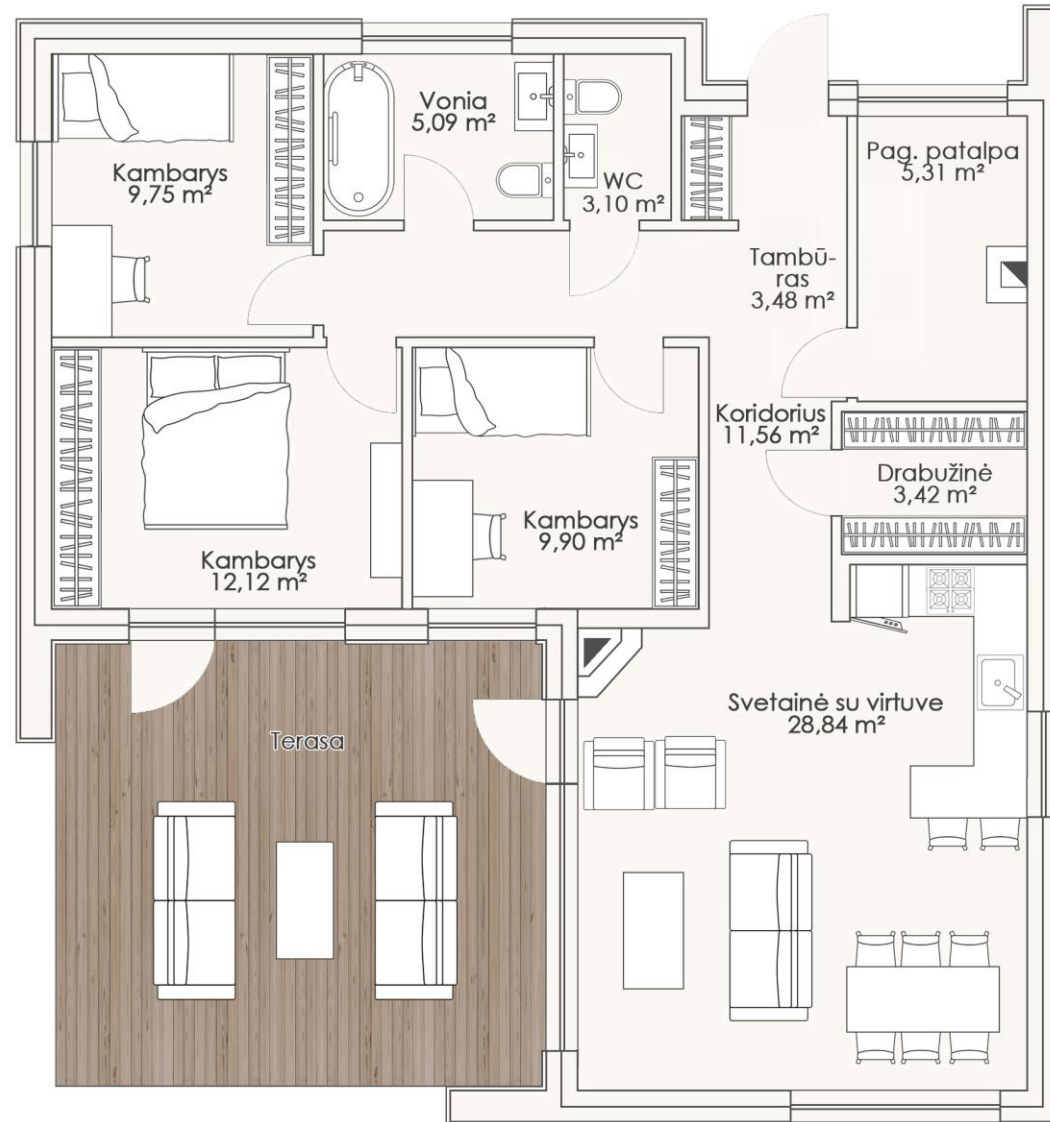 Vonia
5,09 m²
Kambarys
9,75 m²
WC
3,10 m²
Pag. patalpa
5,31 m²
Tambū-
ras
3,48 m²
Koridorius
11,56 m²
Drabužinė
3,42 m²
Kambarys
12,12 m²
Kambarys
9,90 m²
Terasa
Svetainė su virtuve
28,84 m²